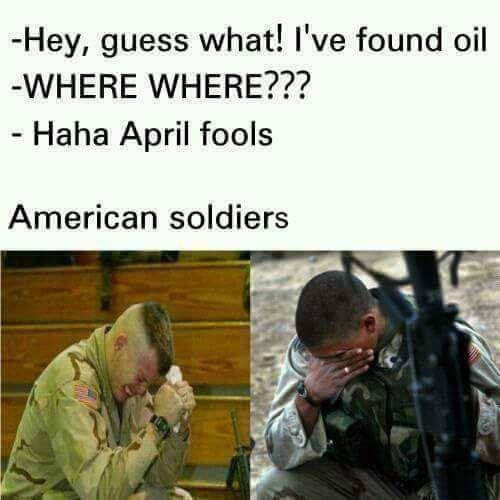 -Hey, guess what! I've found oil
-WHERE WHERE???
- Haha April fools
American soldiers